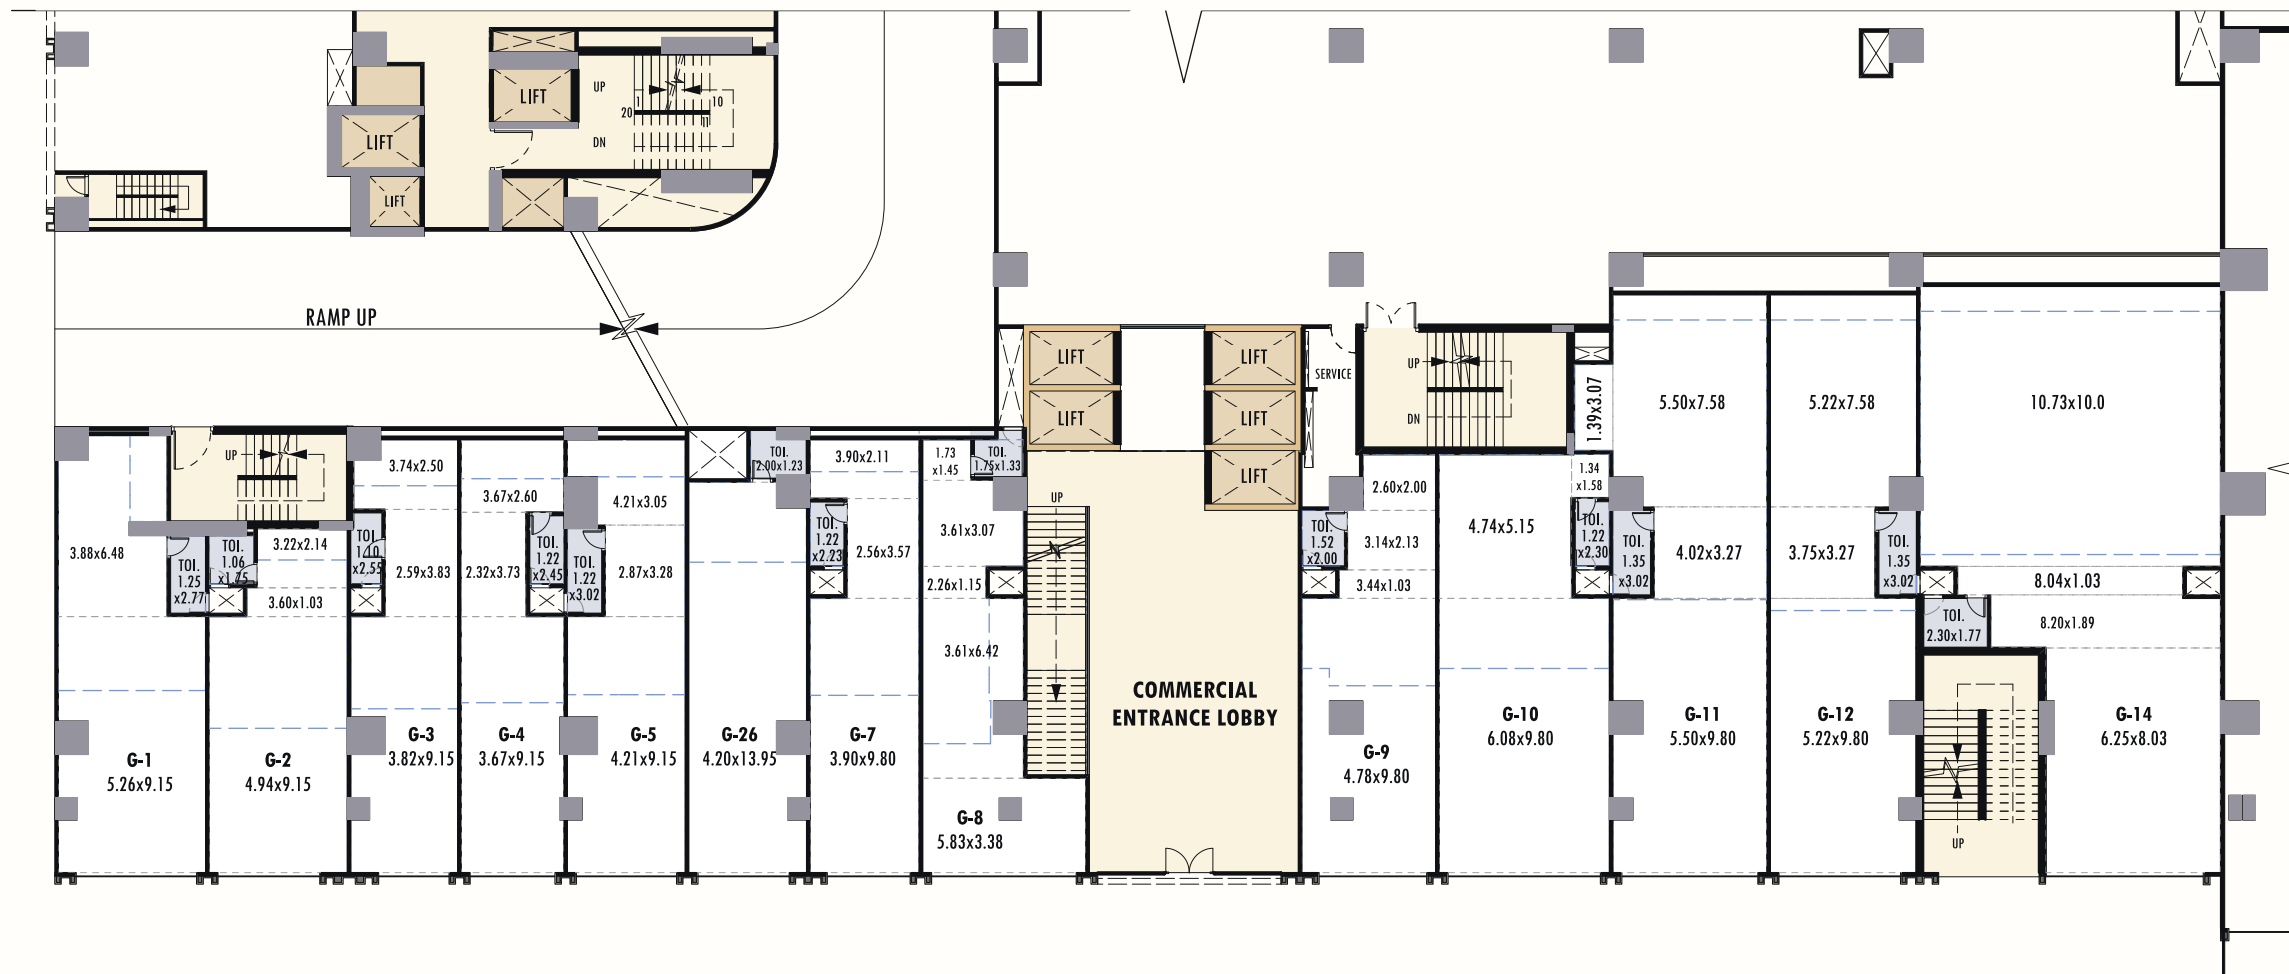 LIFT
UP
1
10
20
11
DN
LIFT
LIFT
RAMP UP
LIFT
LIFT
SERVICE
UP
DN
1.39x3.07
5.50x7.58
5.22x7.58
10.73x10.0
LIFT
LIFT
LIFT
UP
3.74x2.50
TOI.
2.00x1.23
3.90x2.11
1.73
x1.45
TOI.
1.75x1.33
3.67x2.60
4.21x3.05
UP
2.60x2.00
1.34
x1.58
3.88x6.48
TOI.
1.25
x2.77
TOI.
1.06
x1.75
3.22x2.14
3.60x1.03
TOI.
1.10
x2.55
2.59x3.83
2.32x3.73
TOI.
1.22
x2.45
TOI.
1.22
x3.02
2.87x3.28
TOI.
1.22
x2.23
2.56x3.57
3.61x3.07
2.26x1.15
3.61x6.42
TOI.
1.52
x2.00
3.14x2.13
3.44x1.03
4.74x5.15
TOI.
1.22
x2.30
TOI.
1.35
x3.02
4.02x3.27
3.75x3.27
TOI.
1.35
x3.02
8.04x1.03
TOI.
2.30x1.77
8.20x1.89
COMMERCIAL
ENTRANCE LOBBY
G-1
5.26x9.15
G-2
4.94x9.15
G-3
3.82x9.15
G-4
3.67x9.15
G-5
4.21x9.15
G-26
4.20x13.95
G-7
3.90x9.80
G-8
5.83x3.38
G-9
4.78x9.80
G-10
6.08x9.80
G-11
5.50x9.80
G-12
5.22x9.80
UP
G-14
6.25x8.03